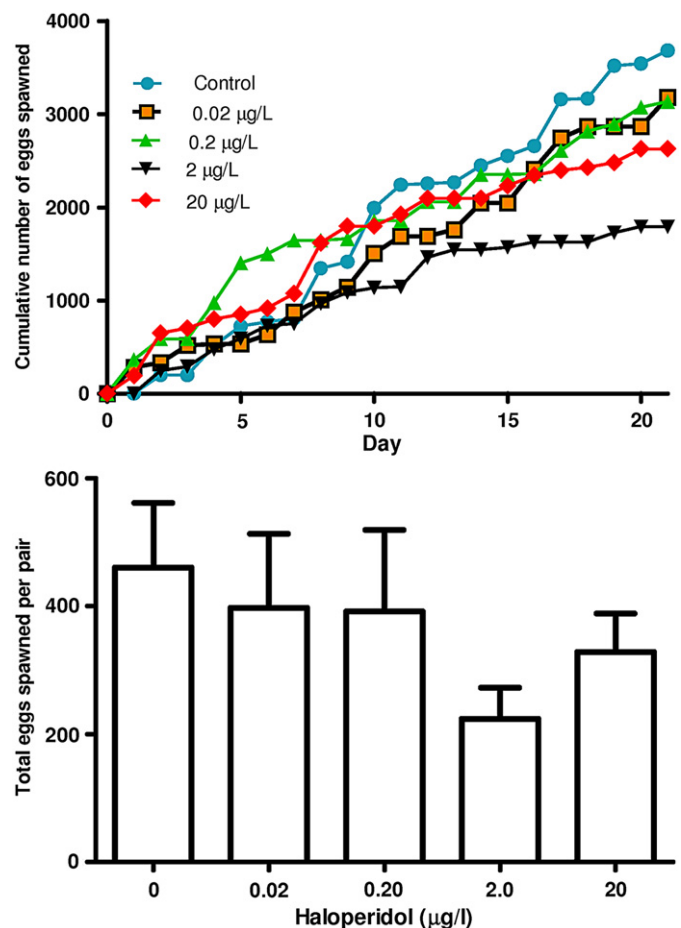 Cumulative number of eggs spawned
4000
3000
2000
1000
0
Control
0.02 μg/L
0.2 μg/L
2 μg/L
20 μg/L
0 5 10 15 20
Day
Total eggs spawned per pair
600
400
200
0
0 0.02 0.20 2.0 20
Haloperidol (μg/l)